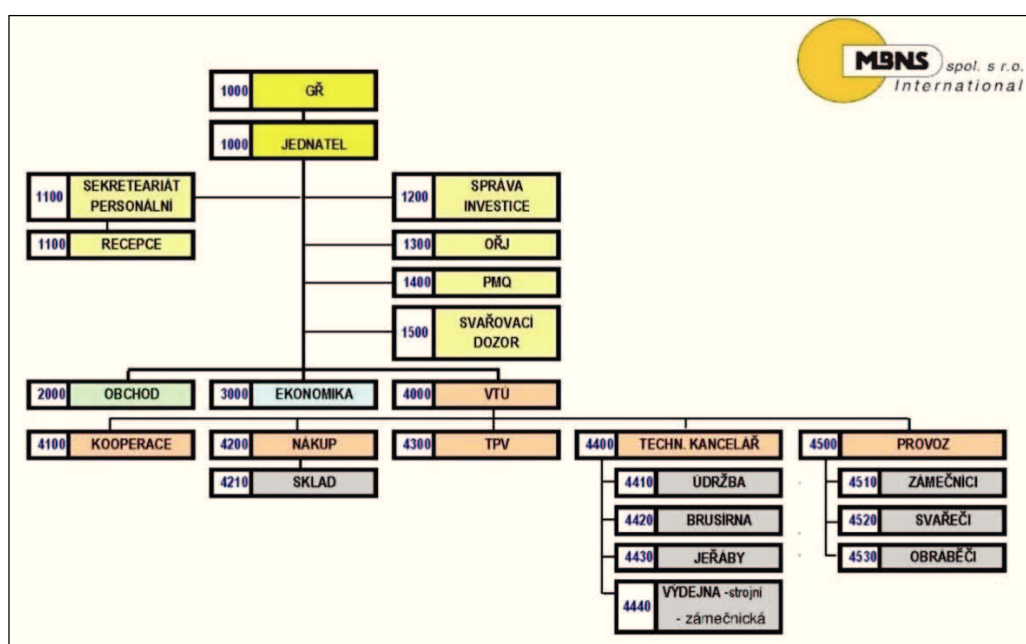 MBNS spol. s r.o.
International
1000 GŘ
1000 JEDNATEL
1100 SEKRETEARIÁT
PERSONÁLNÍ
1200 SPRÁVA
INVESTICE
1100 RECEPCE
1300 OŘJ
1400 PMQ
1500 SVAŘOVACÍ
DOZOR
2000 OBCHOD
3000 EKONOMIKA
4000 VTÚ
4100 KOOPERACE
4200 NÁKUP
4300 TPV
4400 TECHN. KANCELÁŘ
4500 PROVOZ
4210 SKLAD
4410 ÚDRŽBA
4420 BRUSÍRNA
4430 JEŘÁBY
4440 VÝDEJNA -strojní
- zámečnická
4510 ZÁMEČNÍCI
4520 SVAŘEČI
4530 OBRÁBĚČI